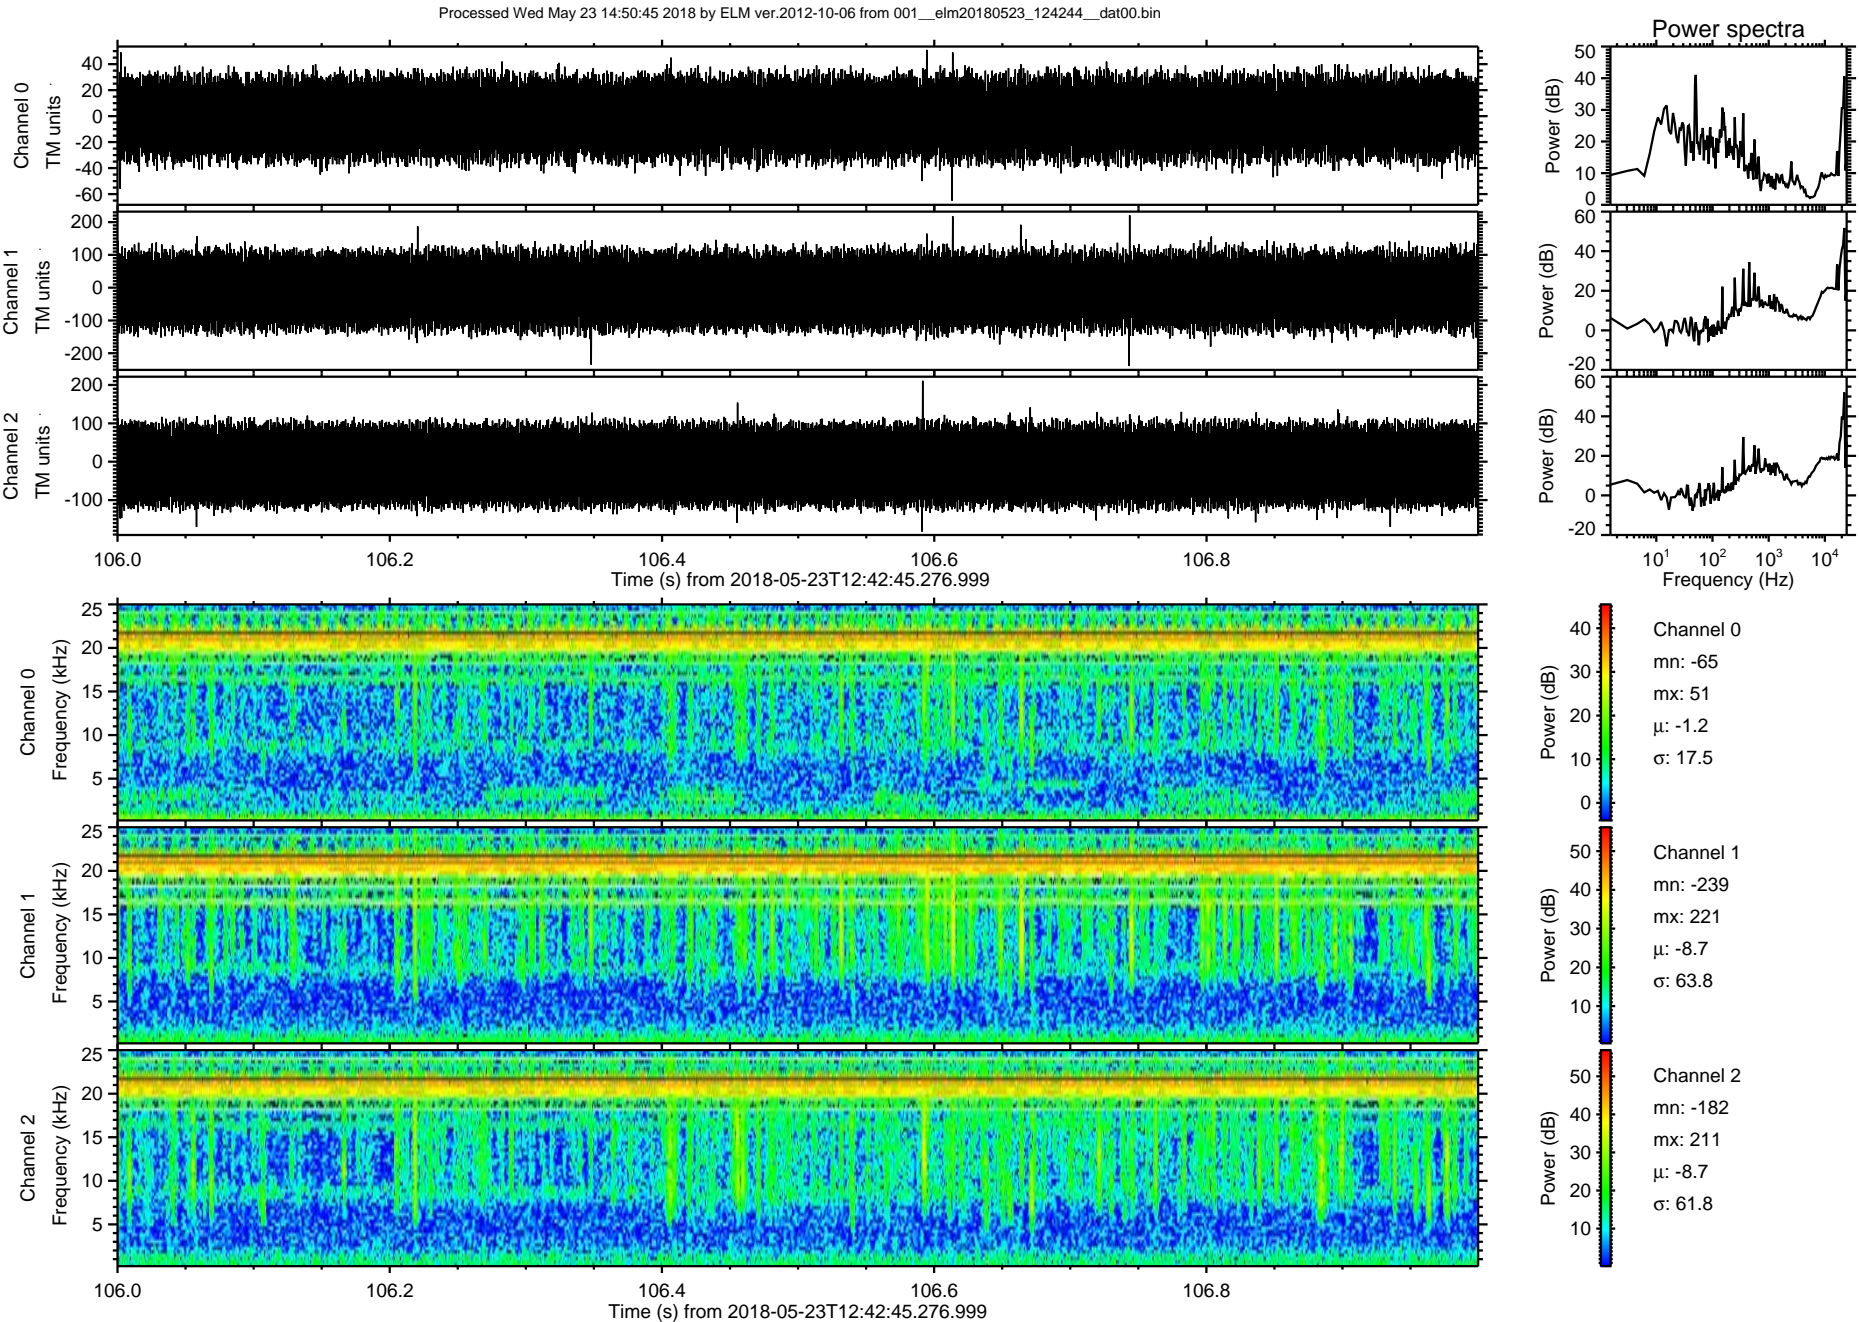 Processed Wed May 23 14:50:45 2018 by ELM ver.2012-10-06 from 001__elm20180523_124244__dat00.bin
Power spectra
Channel 0
TM units
40
20
0
-20
-40
-60
Power (dB)
50
40
30
20
10
0
Channel 1
TM units
200
100
0
-100
-200
Power (dB)
60
40
20
0
-20
Channel 2
TM units
200
100
0
-100
Power (dB)
60
40
20
0
-20
106.0 106.2 106.4 106.6 106.8
Time (s) from 2018-05-23T12:42:45.276.999
10¹ 10² 10³ 10⁴
Frequency (Hz)
Channel 0
Frequency (kHz)
25
20
15
10
5
Power (dB)
40
30
20
10
0
Channel 0
mn: -65
mx: 51
μ: -1.2
σ: 17.5
Channel 1
Frequency (kHz)
25
20
15
10
5
Power (dB)
50
40
30
20
10
Channel 1
mn: -239
mx: 221
μ: -8.7
σ: 63.8
Channel 2
Frequency (kHz)
25
20
15
10
5
Power (dB)
50
40
30
20
10
Channel 2
mn: -182
mx: 211
μ: -8.7
σ: 61.8
106.0 106.2 106.4 106.6 106.8
Time (s) from 2018-05-23T12:42:45.276.999